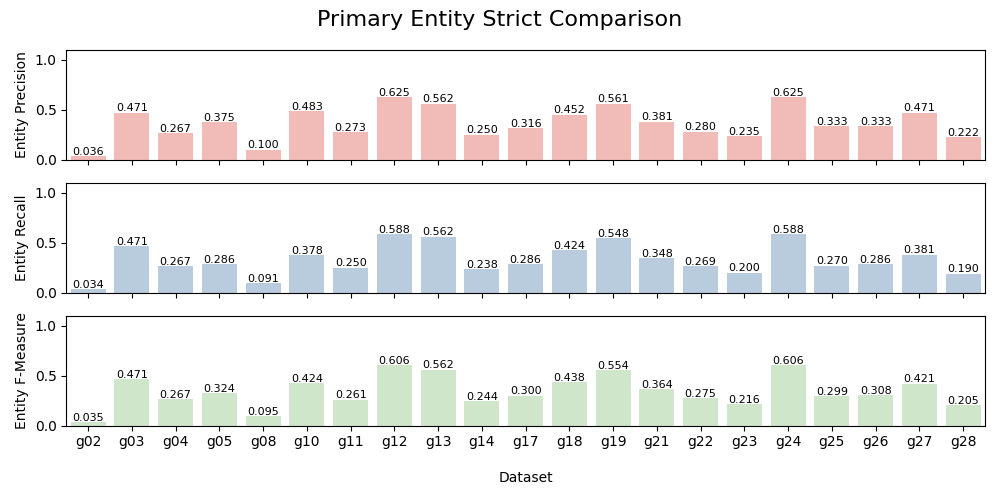 Primary Entity Strict Comparison
Entity Precision
1.0
0.5
0.0
0.036 0.471 0.267 0.375 0.100 0.483 0.273 0.625 0.562 0.250 0.316 0.452 0.561 0.381 0.280 0.235 0.625 0.333 0.333 0.471 0.222
Entity Recall
1.0
0.5
0.0
0.034 0.471 0.267 0.286 0.091 0.378 0.250 0.588 0.562 0.238 0.286 0.424 0.548 0.348 0.269 0.200 0.588 0.270 0.286 0.381 0.190
Entity F-Measure
1.0
0.5
0.0
0.035 0.471 0.267 0.324 0.095 0.424 0.261 0.606 0.562 0.244 0.300 0.438 0.554 0.364 0.275 0.216 0.606 0.299 0.308 0.421 0.205
g02 g03 g04 g05 g08 g10 g11 g12 g13 g14 g17 g18 g19 g21 g22 g23 g24 g25 g26 g27 g28
Dataset